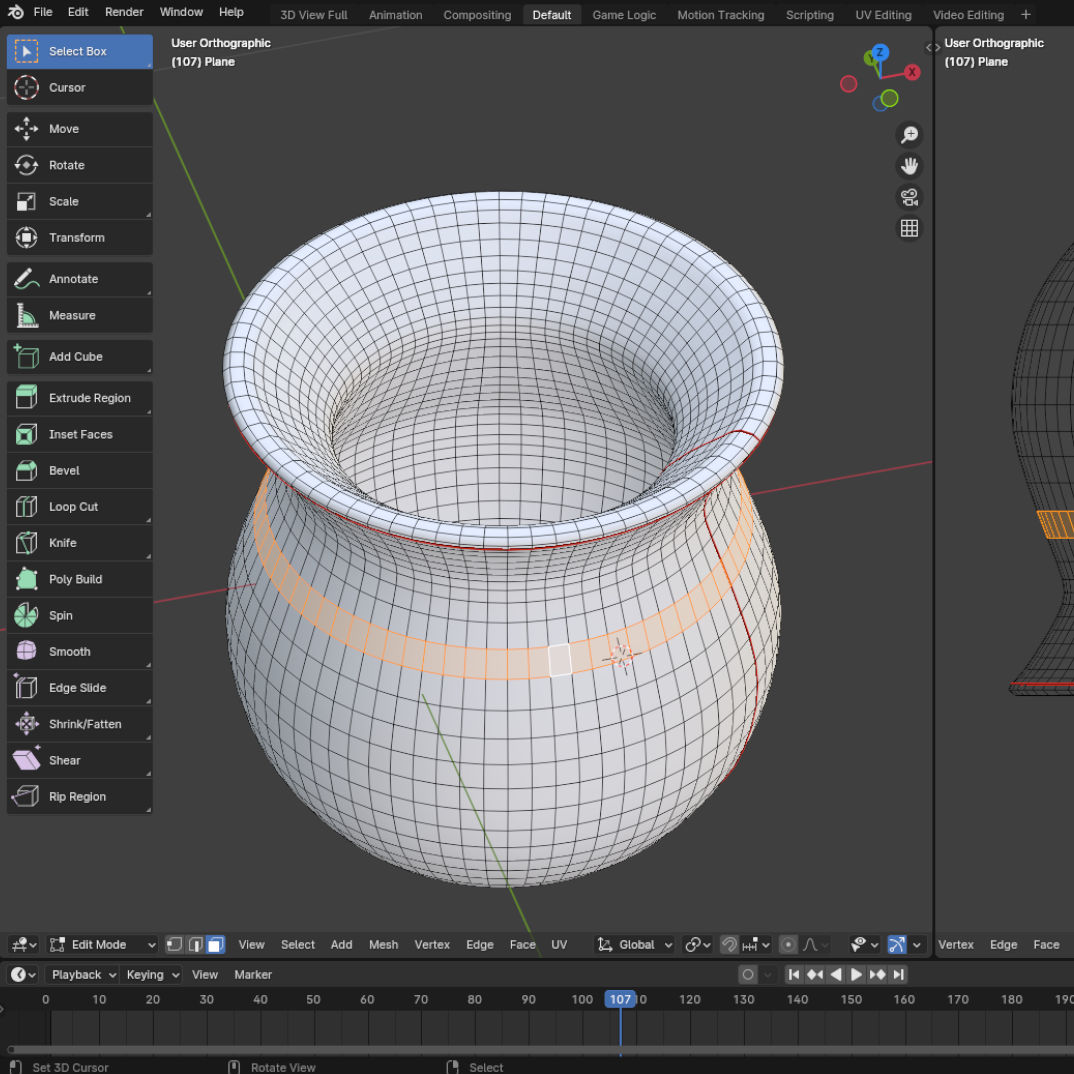 File Edit Render Window Help 3D View Full Animation Compositing Default Game Logic Motion Tracking Scripting UV Editing Video Editing +
User Orthographic
(107) Plane
User Orthographic
(107) Plane
Z
Y
X
Select Box
Cursor
Move
Rotate
Scale
Transform
Annotate
Measure
Add Cube
Extrude Region
Inset Faces
Bevel
Loop Cut
Knife
Poly Build
Spin
Smooth
Edge Slide
Shrink/Fatten
Shear
Rip Region
Edit Mode View Select Add Mesh Vertex Edge Face UV Global Vertex Edge Face
Playback Keying View Marker
0 10 20 30 40 50 60 70 80 90 100 107 0 120 130 140 150 160 170 180 190
Set 3D Cursor Rotate View Select